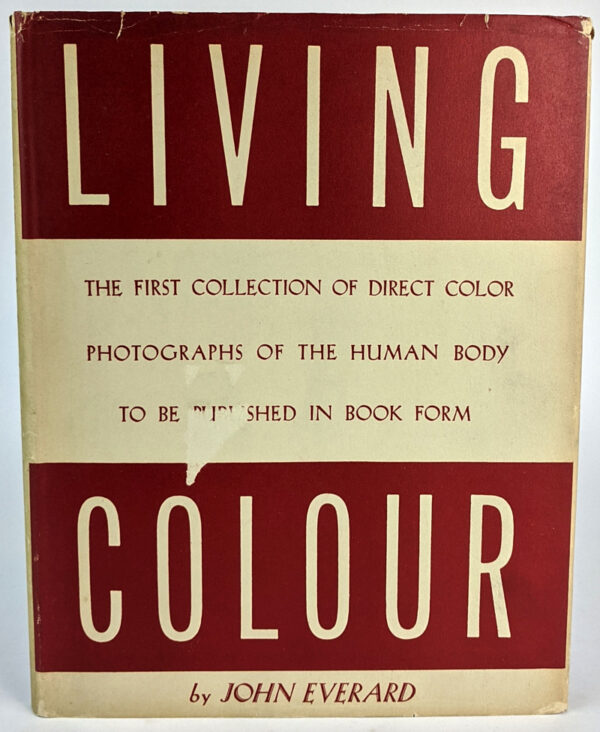 LIVING
THE FIRST COLLECTION OF DIRECT COLOR
PHOTOGRAPHS OF THE HUMAN BODY
TO BE PUBLISHED IN BOOK FORM
COLOUR
by JOHN EVERARD